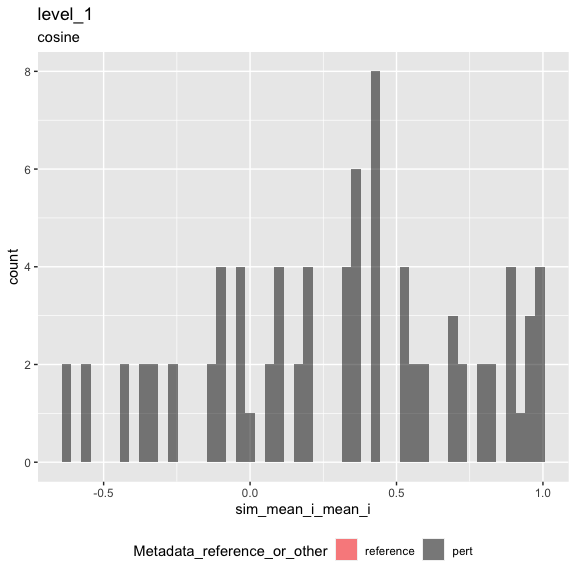 level_1
cosine
8
6
4
2
0
count
-0.5
0.0
0.5
1.0
sim_mean_i_mean_i
Metadata_reference_or_other
reference
pert